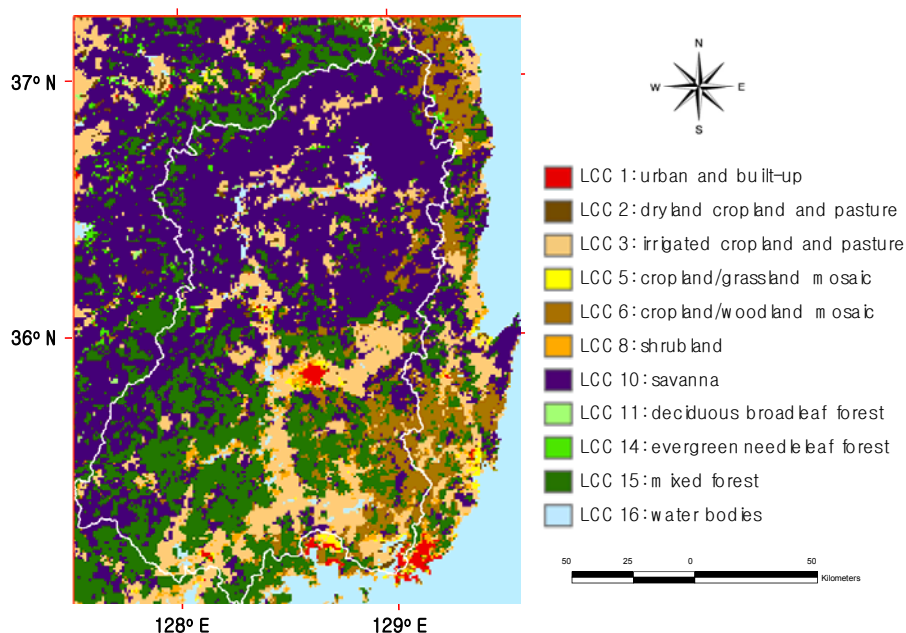 37° N
36° N
128° E
129° E
N
W
E
S
LCC 1: urban and built-up
LCC 2: dryland cropland and pasture
LCC 3: irrigated cropland and pasture
LCC 5: cropland/grassland mosaic
LCC 6: cropland/woodland mosaic
LCC 8: shrubland
LCC 10: savanna
LCC 11: deciduous broadleaf forest
LCC 14: evergreen needleleaf forest
LCC 15: mixed forest
LCC 16: water bodies
50 25 0 50
Kilometers